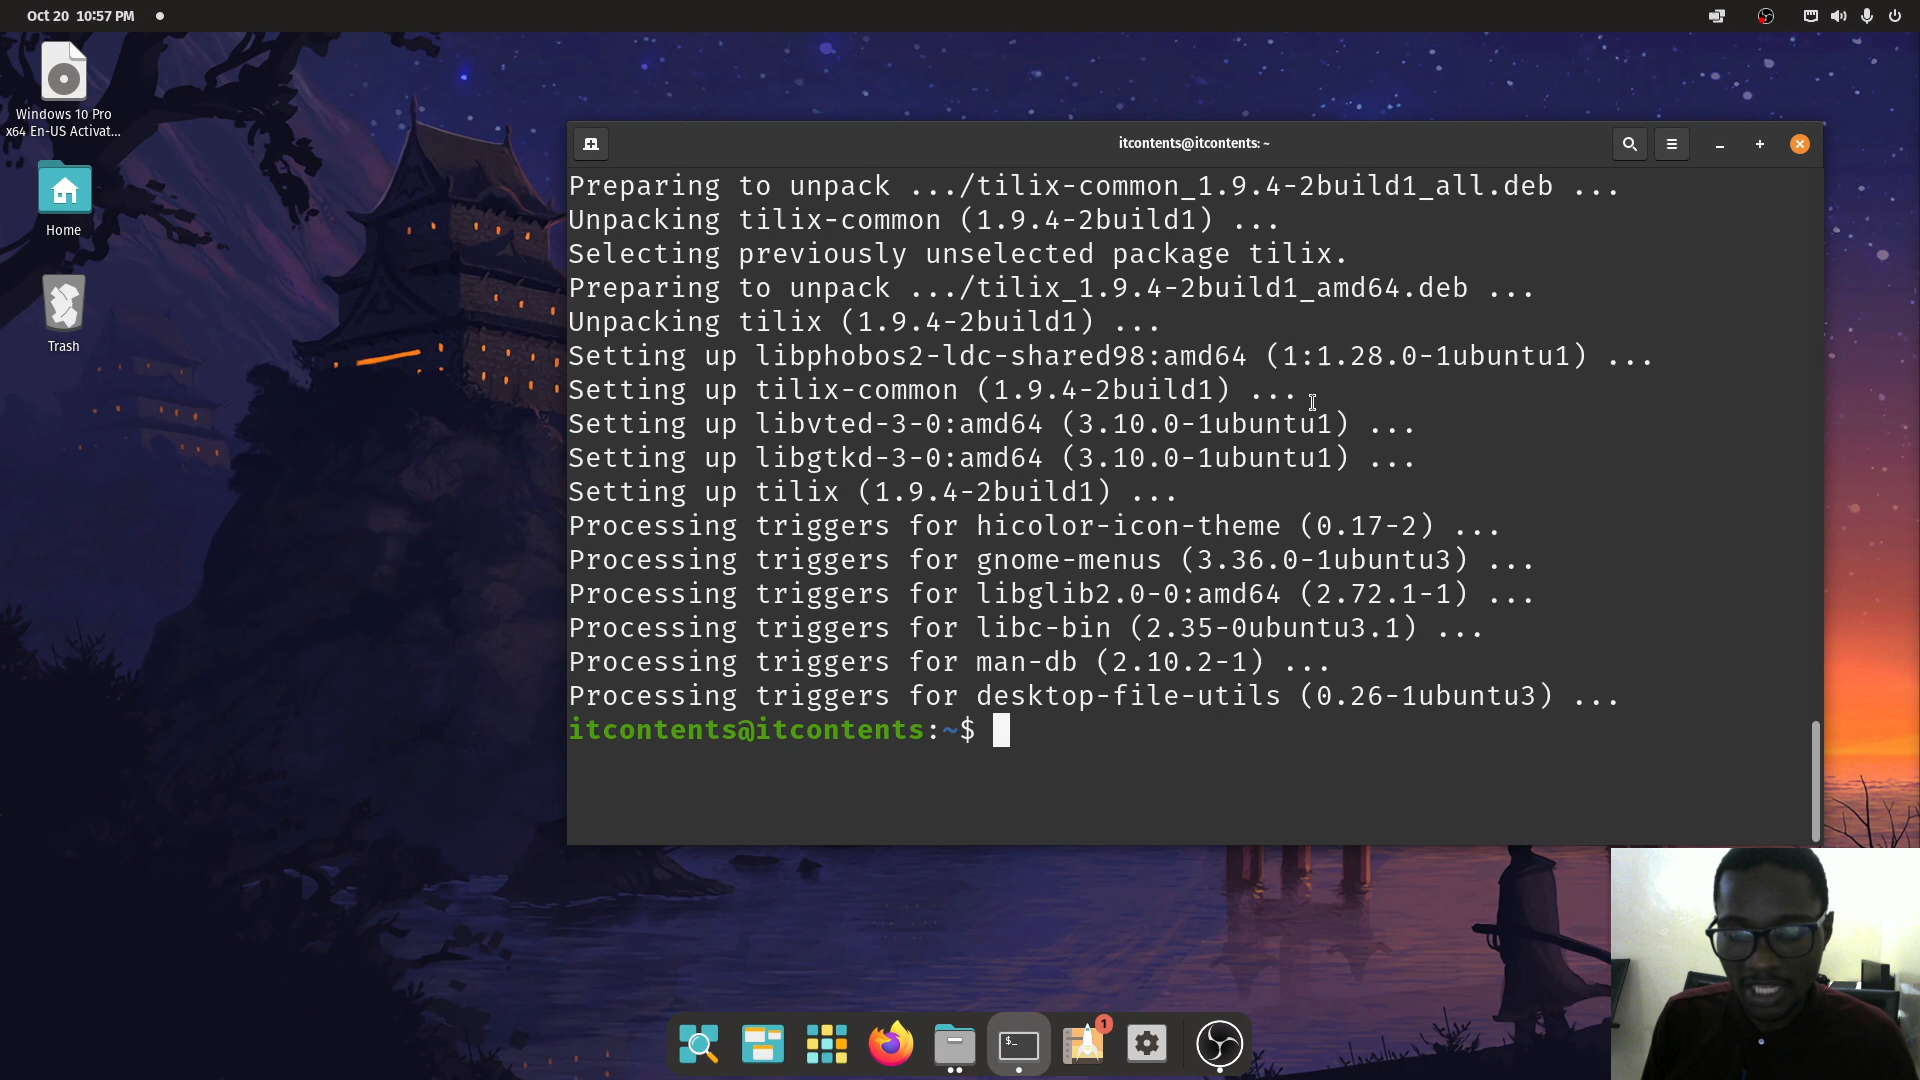 Oct 20 10:57 PM
Windows 10 Pro
x64 En-US Activat...
Home
Trash
itcontents@itcontents: ~
Preparing to unpack .../tilix-common_1.9.4-2build1_all.deb ...
Unpacking tilix-common (1.9.4-2build1) ...
Selecting previously unselected package tilix.
Preparing to unpack .../tilix_1.9.4-2build1_amd64.deb ...
Unpacking tilix (1.9.4-2build1) ...
Setting up libphobos2-ldc-shared98:amd64 (1:1.28.0-1ubuntu1) ...
Setting up tilix-common (1.9.4-2build1) ...
Setting up libvted-3-0:amd64 (3.10.0-1ubuntu1) ...
Setting up libgtkd-3-0:amd64 (3.10.0-1ubuntu1) ...
Setting up tilix (1.9.4-2build1) ...
Processing triggers for hicolor-icon-theme (0.17-2) ...
Processing triggers for gnome-menus (3.36.0-1ubuntu3) ...
Processing triggers for libglib2.0-0:amd64 (2.72.1-1) ...
Processing triggers for libc-bin (2.35-0ubuntu3.1) ...
Processing triggers for man-db (2.10.2-1) ...
Processing triggers for desktop-file-utils (0.26-1ubuntu3) ...
itcontents@itcontents:~$
$_
1